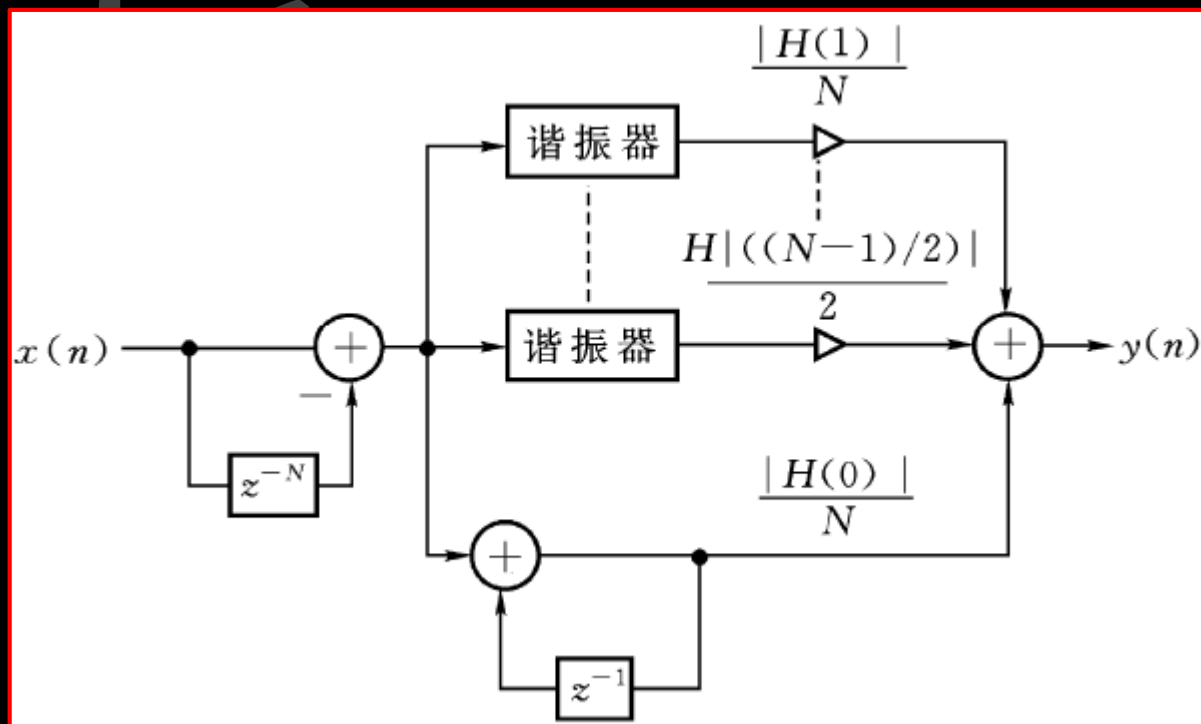 |H(1)|
N
谐振器
H|((N-1)/2)|
2
x(n)
+
谐振器
+
y(n)
−
z^{-N}
|H(0)|
N
+
z^{-1}